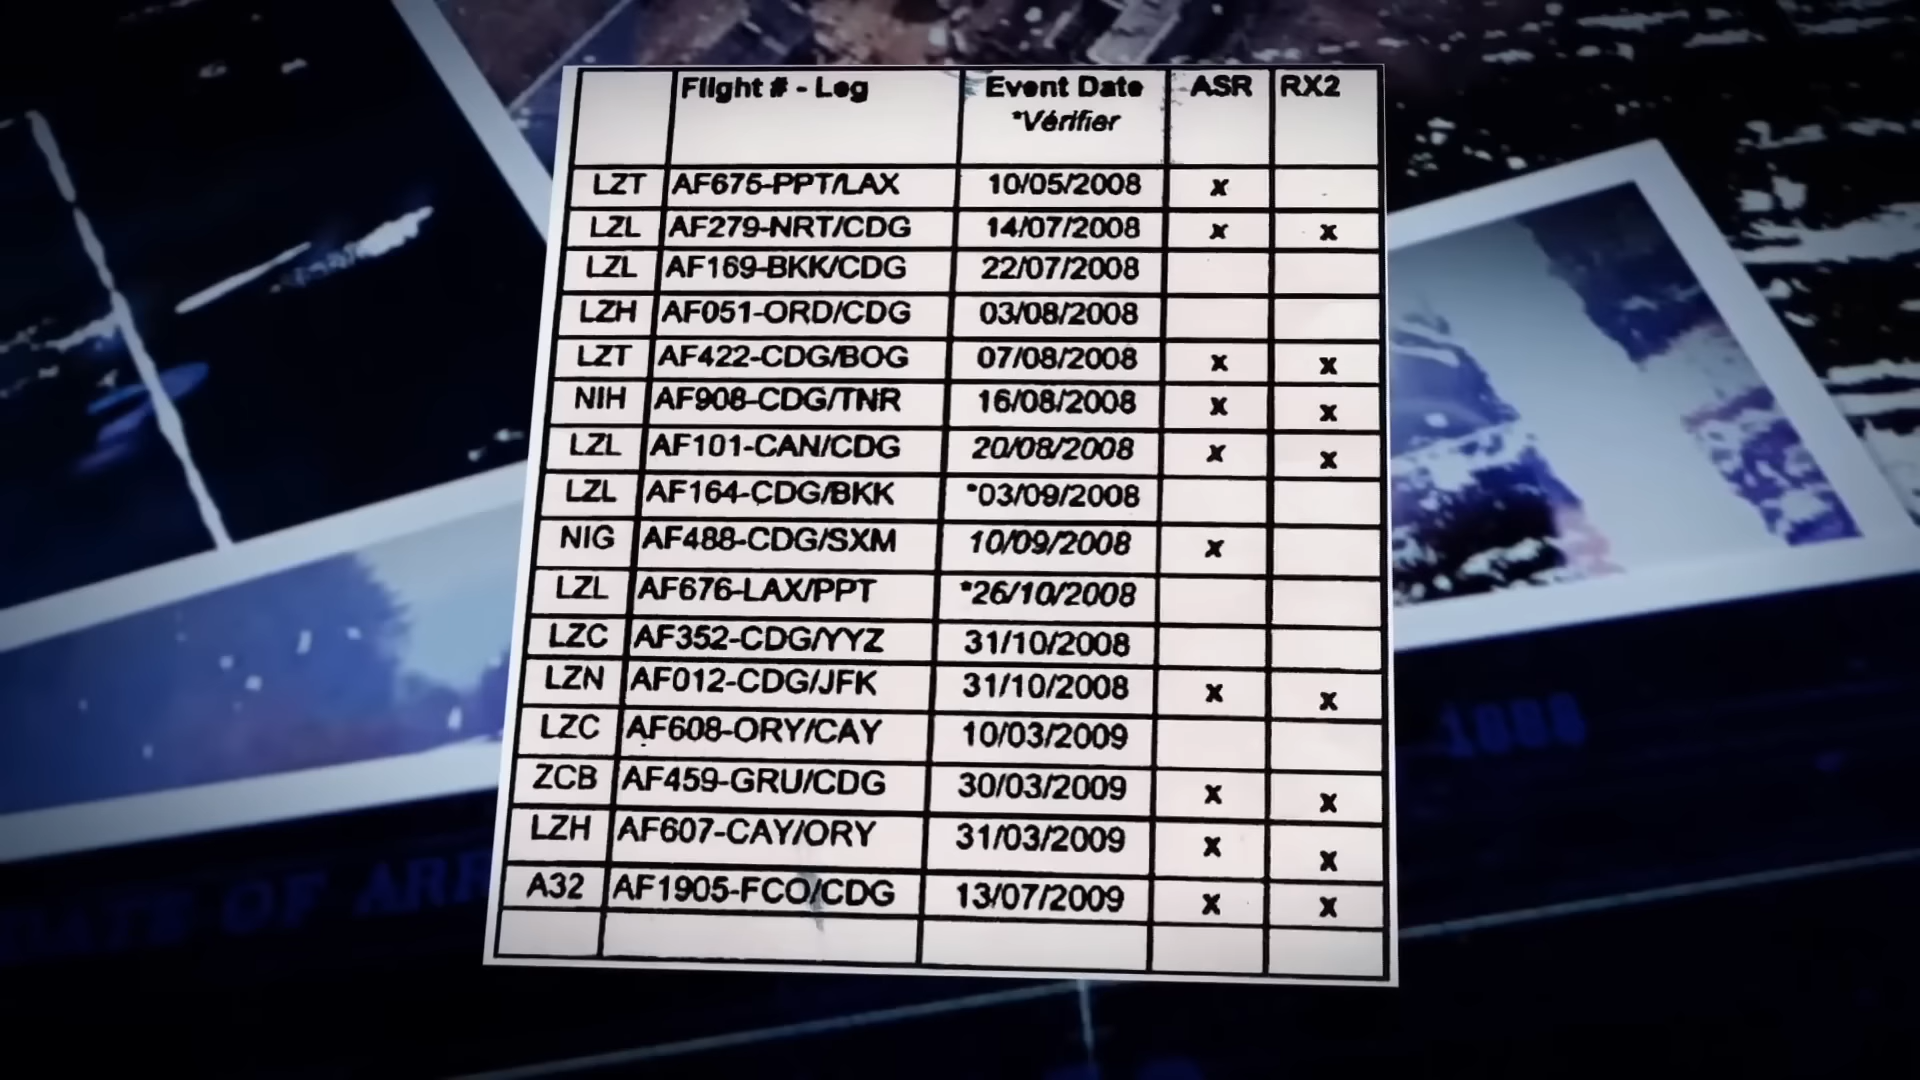 Flight # - Leg Event Date ASR RX2
*Vérifier
LZT AF675-PPT/LAX 10/05/2008 x
LZL AF279-NRT/CDG 14/07/2008 x x
LZL AF169-BKK/CDG 22/07/2008
LZH AF051-ORD/CDG 03/08/2008
LZT AF422-CDG/BOG 07/08/2008 x x
NIH AF908-CDG/TNR 16/08/2008 x x
LZL AF101-CAN/CDG 20/08/2008 x x
LZL AF164-CDG/BKK *03/09/2008
NIG AF488-CDG/SXM 10/09/2008 x
LZL AF676-LAX/PPT *26/10/2008
LZC AF352-CDG/YYZ 31/10/2008
LZN AF012-CDG/JFK 31/10/2008 x x
LZC AF608-ORY/CAY 10/03/2009
ZCB AF459-GRU/CDG 30/03/2009 x x
LZH AF607-CAY/ORY 31/03/2009 x x
A32 AF1905-FCO/CDG 13/07/2009 x x